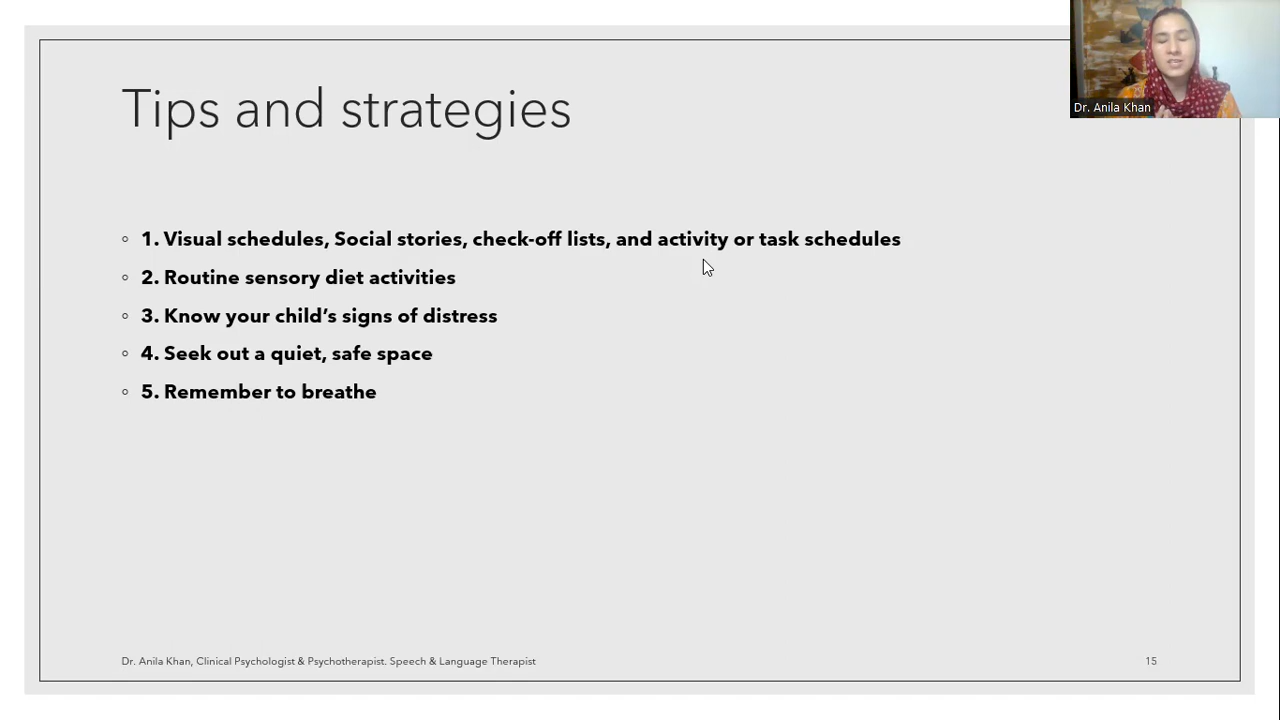 Dr. Anila Khan
Tips and strategies
◦ 1. Visual schedules, Social stories, check-off lists, and activity or task schedules
◦ 2. Routine sensory diet activities
◦ 3. Know your child’s signs of distress
◦ 4. Seek out a quiet, safe space
◦ 5. Remember to breathe
Dr. Anila Khan, Clinical Psychologist & Psychotherapist. Speech & Language Therapist 15